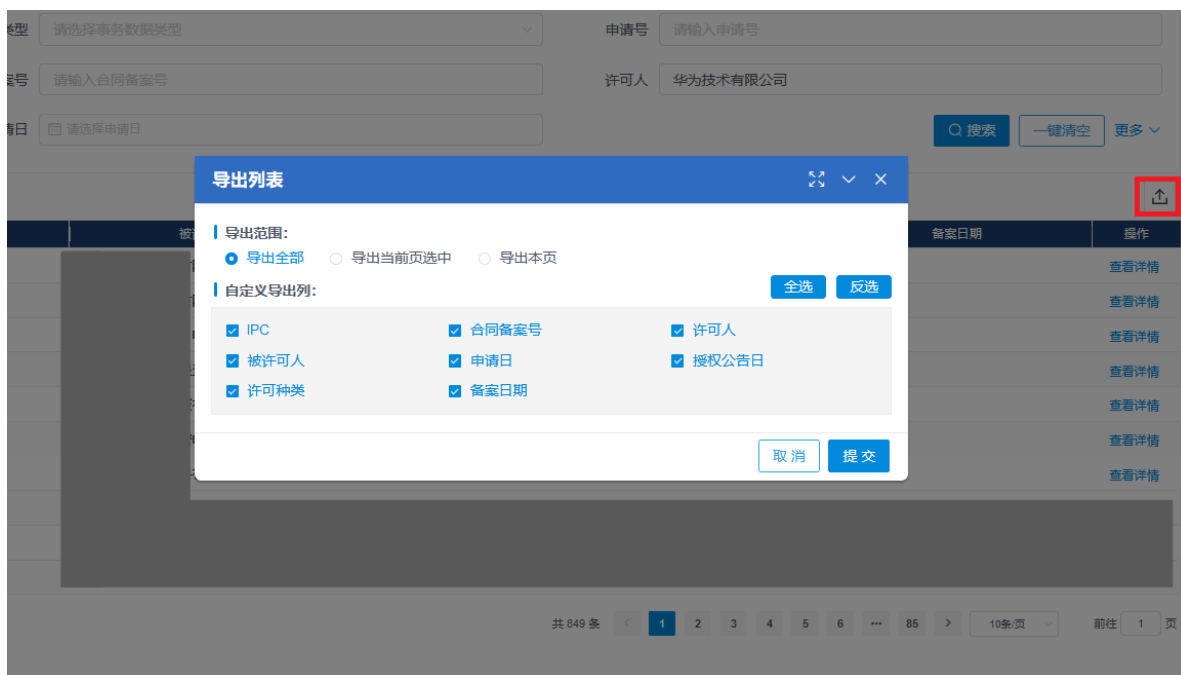 类型 请选择事务数据类型 申请号 请输入申请号
案号 请输入合同备案号 许可人 华为技术有限公司
请日 请选择申请日 搜索 一键清空 更多
导出列表
被 备案日期 操作
导出范围：
导出全部 导出当前页选中 导出本页 查看详情
自定义导出列： 全选 反选
查看详情
IPC 合同备案号 许可人 查看详情
被许可人 申请日 授权公告日 查看详情
许可种类 备案日期 查看详情
查看详情
取消 提交
查看详情
共 849 条 < 1 2 3 4 5 6 ··· 85 > 10条/页 前往 1 页